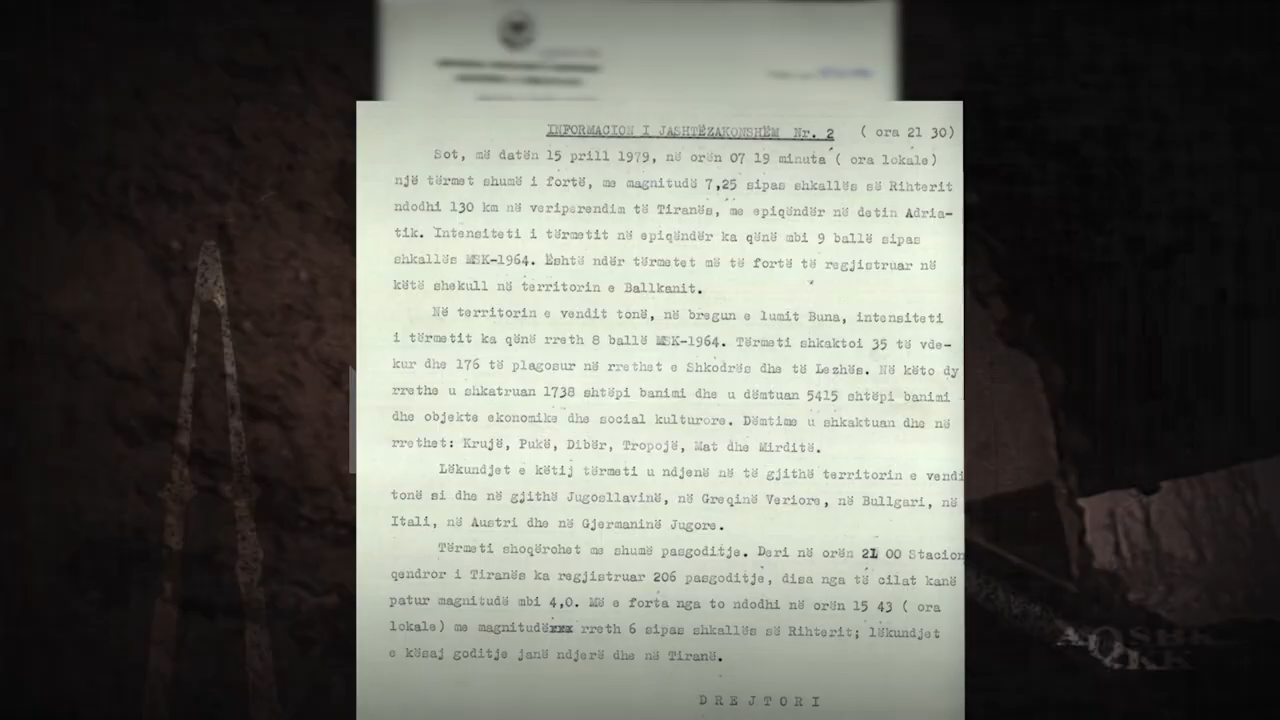 INFORMACION I JASHTËZAKONSHËM Nr. 2 ( ora 21 30)
Sot, më datën 15 prill 1979, në orën 07 19 minuta ( ora lokale)
një tërmet shumë i fortë, me magnitudë 7,25 sipas shkallës së Rihterit
ndodhi 130 km në veriperendim të Tiranës, me epiqëndër në detin Adria-
tik. Intensiteti i tërmetit në epiqëndër ka qënë mbi 9 ballë sipas
shkallës MSK-1964. Është ndër tërmetet më të fortë të regjistruar në
këtë shekull në territorin e Ballkanit.
Në territorin e vendit tonë, në bregun e lumit Buna, intensiteti
i tërmetit ka qënë rreth 8 ballë MSK-1964. Tërmeti shkaktoi 35 të vde-
kur dhe 176 të plagosur në rrethet e Shkodrës dhe të Lezhës. Në këto dy
rrethe u shkatruan 1738 shtëpi banimi dhe u dëmtuan 5415 shtëpi banimi
dhe objekte ekonomike dhe social kulturore. Dëmtime u shkaktuan dhe në
rrethet: Krujë, Pukë, Dibër, Tropojë, Mat dhe Mirditë.
Lëkundjet e këtij tërmeti u ndjenë në të gjithë territorin e vendi
tonë si dhe në gjithë Jugosllavinë, në Greqinë Veriore, në Bullgari, në
Itali, në Austri dhe në Gjermaninë Jugore.
Tërmeti shoqërohet me shumë pasgoditje. Deri në orën 21 00 Stacion
qendror i Tiranës ka regjistruar 206 pasgoditje, disa nga të cilat kanë
patur magnitudë mbi 4,0. Më e forta nga to ndodhi në orën 15 43 ( ora
lokale) me magnitudëxxx rreth 6 sipas shkallës së Rihterit; lëkundjet
e kësaj goditje janë ndjerë dhe në Tiranë.
DREJTORI